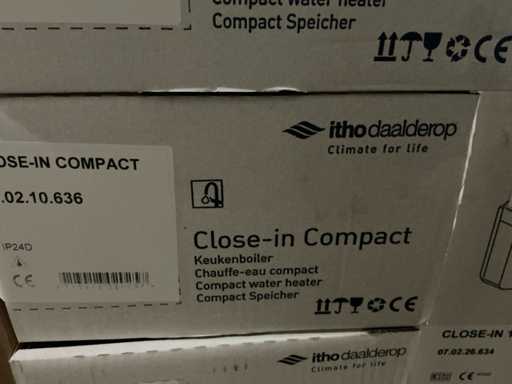 Compact water heater
Compact Speicher
CE
OSE-IN COMPACT
.02.10.636
IP24D
CE
itho daalderop
Climate for life
Close-in Compact
Keukenboiler
Chauffe-eau compact
Compact water heater
Compact Speicher
CE
itho daalderop
Climate for life
CLOSE-IN 1
07.02.26.634
CE